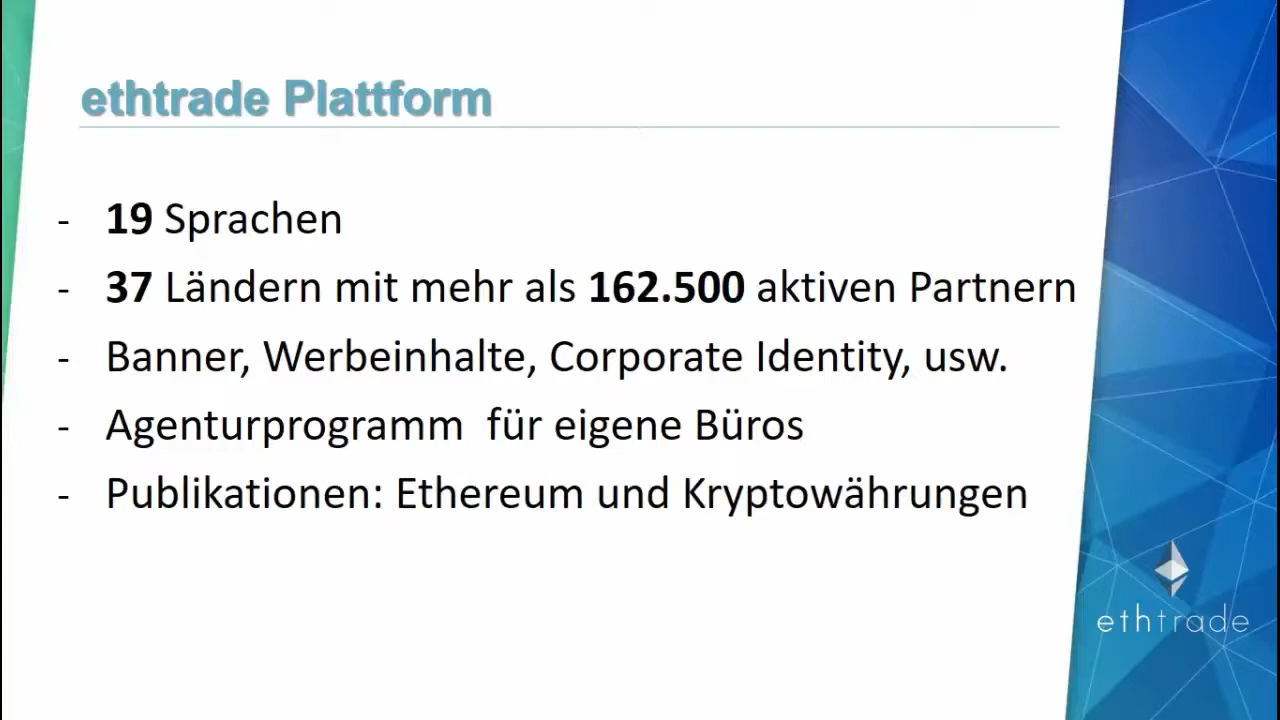 ethtrade Plattform
- 19 Sprachen
- 37 Ländern mit mehr als 162.500 aktiven Partnern
- Banner, Werbeinhalte, Corporate Identity, usw.
- Agenturprogramm  für eigene Büros
- Publikationen: Ethereum und Kryptowährungen
ethtrade